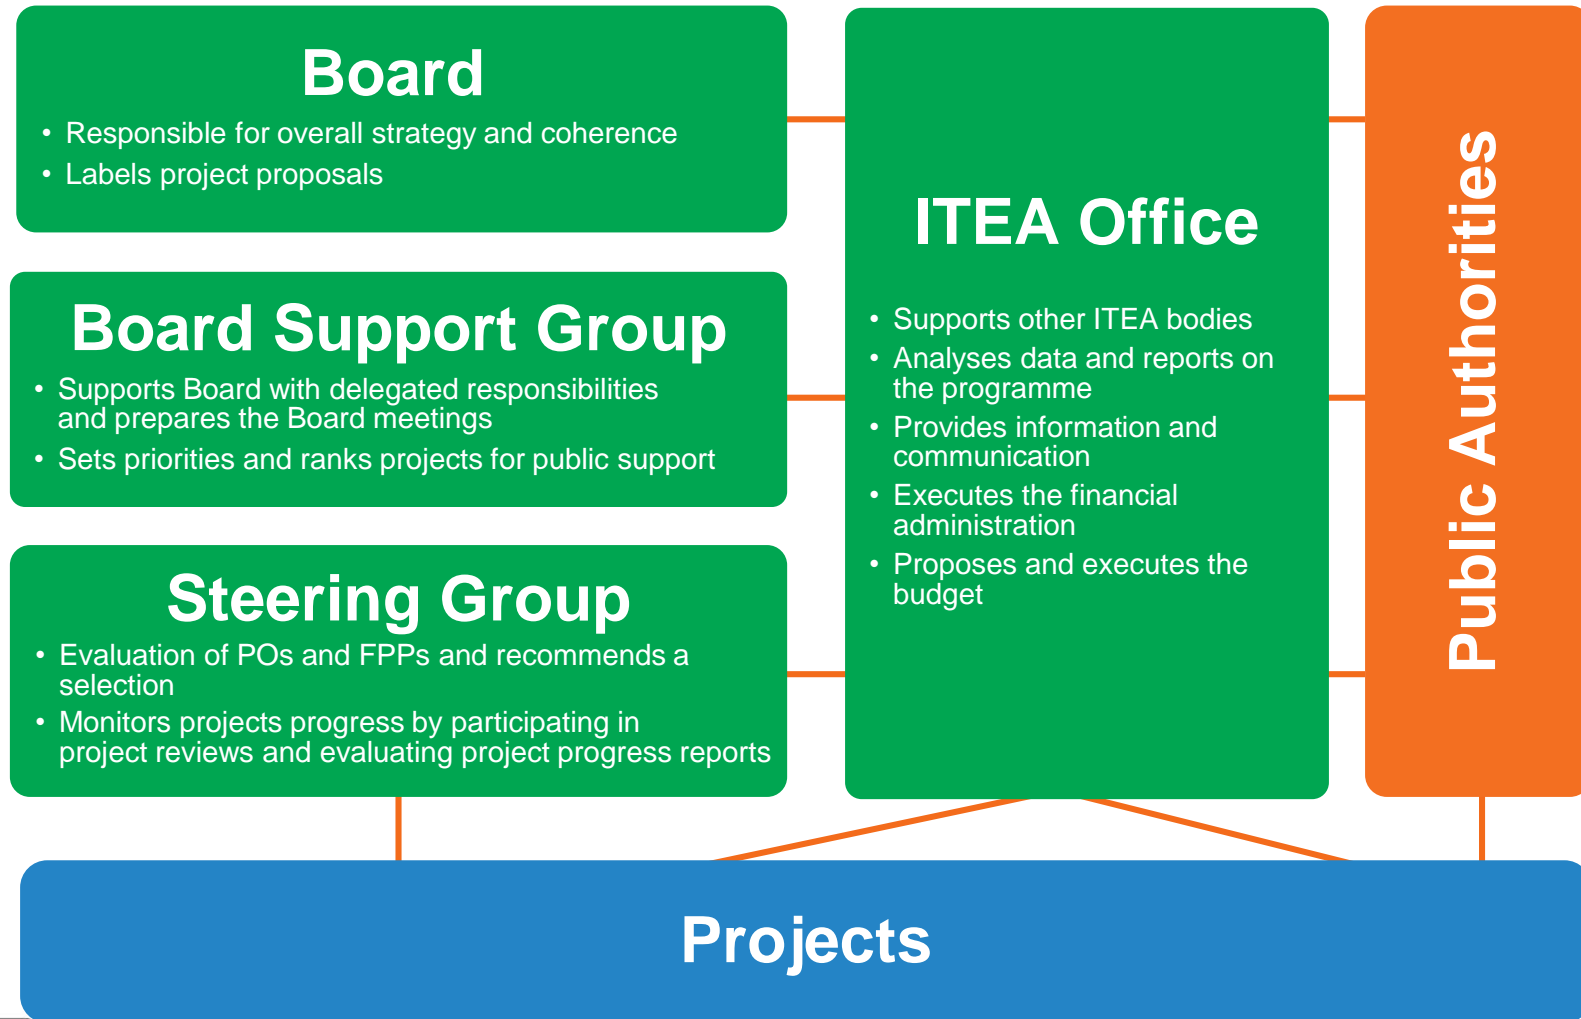 Board
• Responsible for overall strategy and coherence
• Labels project proposals
Board Support Group
• Supports Board with delegated responsibilities
and prepares the Board meetings
• Sets priorities and ranks projects for public support
Steering Group
• Evaluation of POs and FPPs and recommends a
selection
• Monitors projects progress by participating in
project reviews and evaluating project progress reports
ITEA Office
• Supports other ITEA bodies
• Analyses data and reports on
the programme
• Provides information and
communication
• Executes the financial
administration
• Proposes and executes the
budget
Public Authorities
Projects